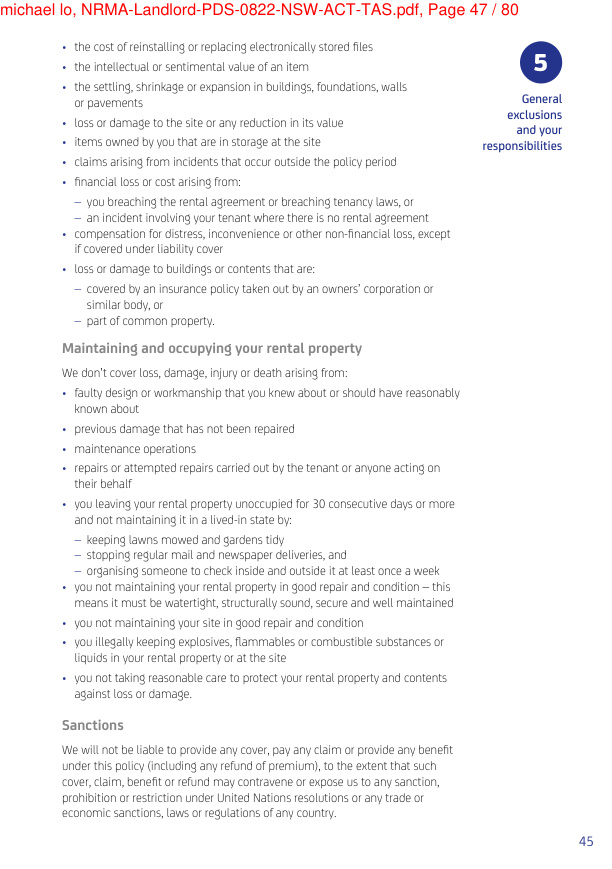 michael lo, NRMA-Landlord-PDS-0822-NSW-ACT-TAS.pdf, Page 47 / 80
• the cost of reinstalling or replacing electronically stored files
• the intellectual or sentimental value of an item
• the settling, shrinkage or expansion in buildings, foundations, walls
or pavements
• loss or damage to the site or any reduction in its value
• items owned by you that are in storage at the site
• claims arising from incidents that occur outside the policy period
• financial loss or cost arising from:
– you breaching the rental agreement or breaching tenancy laws, or
– an incident involving your tenant where there is no rental agreement
• compensation for distress, inconvenience or other non-financial loss, except
if covered under liability cover
• loss or damage to buildings or contents that are:
– covered by an insurance policy taken out by an owners' corporation or
similar body, or
– part of common property.
Maintaining and occupying your rental property
We don't cover loss, damage, injury or death arising from:
• faulty design or workmanship that you knew about or should have reasonably
known about
• previous damage that has not been repaired
• maintenance operations
• repairs or attempted repairs carried out by the tenant or anyone acting on
their behalf
• you leaving your rental property unoccupied for 30 consecutive days or more
and not maintaining it in a lived-in state by:
– keeping lawns mowed and gardens tidy
– stopping regular mail and newspaper deliveries, and
– organising someone to check inside and outside it at least once a week
• you not maintaining your rental property in good repair and condition – this
means it must be watertight, structurally sound, secure and well maintained
• you not maintaining your site in good repair and condition
• you illegally keeping explosives, flammables or combustible substances or
liquids in your rental property or at the site
• you not taking reasonable care to protect your rental property and contents
against loss or damage.
Sanctions
We will not be liable to provide any cover, pay any claim or provide any benefit
under this policy (including any refund of premium), to the extent that such
cover, claim, benefit or refund may contravene or expose us to any sanction,
prohibition or restriction under United Nations resolutions or any trade or
economic sanctions, laws or regulations of any country.
5
General
exclusions
and your
responsibilities
45